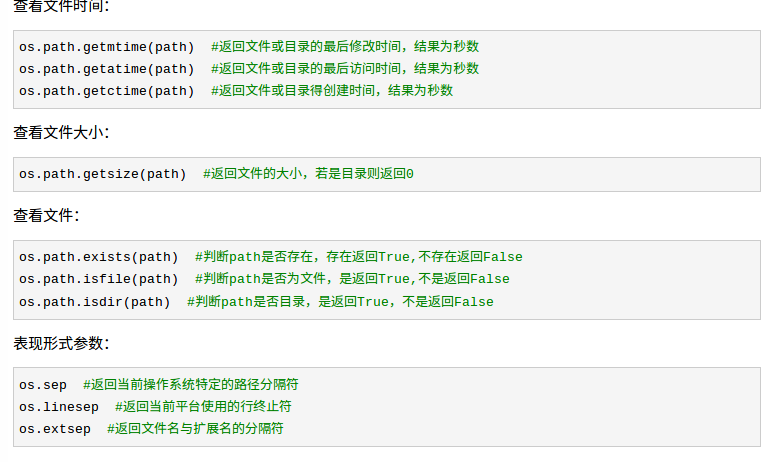 查看文件时间：
os.path.getmtime(path)  #返回文件或目录的最后修改时间，结果为秒数
os.path.getatime(path)  #返回文件或目录的最后访问时间，结果为秒数
os.path.getctime(path)  #返回文件或目录得创建时间，结果为秒数
查看文件大小：
os.path.getsize(path)  #返回文件的大小，若是目录则返回0
查看文件：
os.path.exists(path)  #判断path是否存在，存在返回True,不存在返回False
os.path.isfile(path)  #判断path是否为文件，是返回True,不是返回False
os.path.isdir(path)  #判断path是否目录，是返回True，不是返回False
表现形式参数：
os.sep  #返回当前操作系统特定的路径分隔符
os.linesep  #返回当前平台使用的行终止符
os.extsep  #返回文件名与扩展名的分隔符